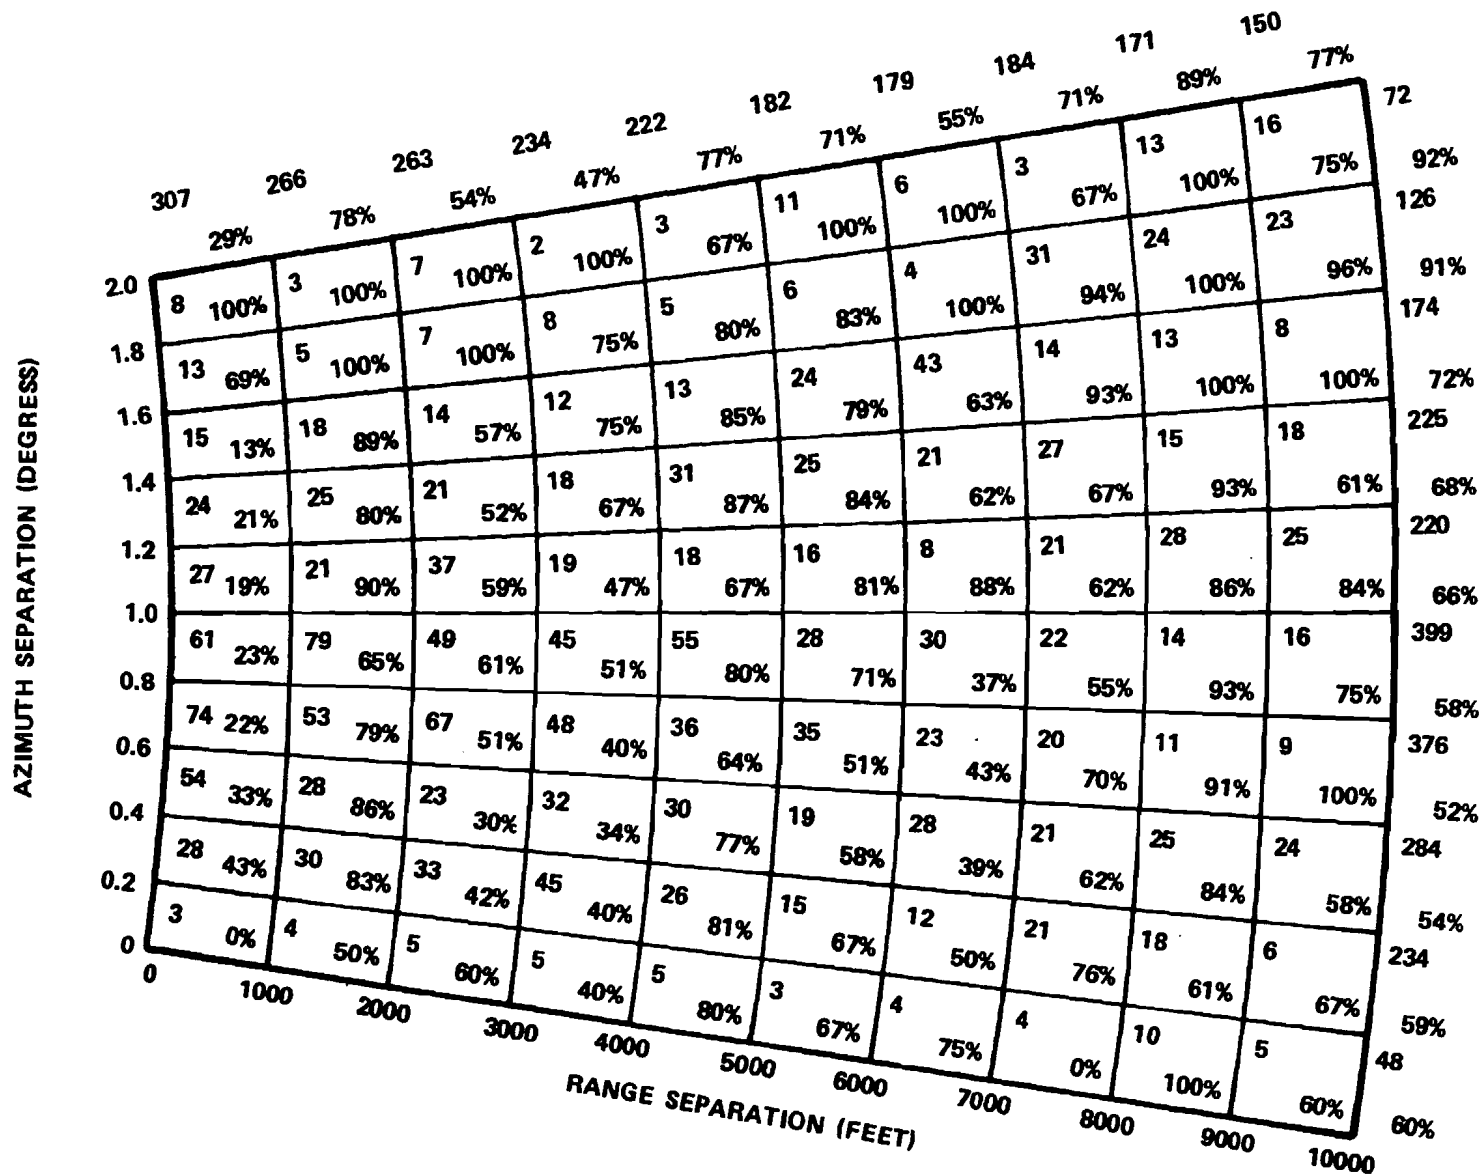 307 266 263 234 222 182 179 184 171 150
29% 78% 54% 47% 77% 71% 55% 71% 89% 77%
2.0
8 100% 3 100% 7 100% 2 100% 3 67% 11 100% 6 100% 3 67% 13 100% 16 75% 72 92%
1.8
13 69% 5 100% 7 100% 8 75% 5 80% 6 83% 4 100% 31 94% 24 100% 23 96% 126 91%
1.6
15 13% 18 89% 14 57% 12 75% 13 85% 24 79% 43 63% 14 93% 13 100% 8 100% 174 72%
1.4
24 21% 25 80% 21 52% 18 67% 31 87% 25 84% 21 62% 27 67% 15 93% 18 61% 225 68%
1.2
27 19% 21 90% 37 59% 19 47% 18 67% 16 81% 8 88% 21 62% 28 86% 25 84% 220 66%
1.0
61 23% 79 65% 49 61% 45 51% 55 80% 28 71% 30 37% 22 55% 14 93% 16 75% 399 58%
0.8
74 22% 53 79% 67 51% 48 40% 36 64% 35 51% 23 43% 20 70% 11 91% 9 100% 376 52%
0.6
54 33% 28 86% 23 30% 32 34% 30 77% 19 58% 28 39% 21 62% 25 84% 24 58% 284 54%
0.4
28 43% 30 83% 33 42% 45 40% 26 81% 15 67% 12 50% 21 76% 18 61% 6 67% 234 59%
0.2
3 0% 4 50% 5 60% 5 40% 5 80% 3 67% 4 75% 4 0% 10 100% 5 60% 48 60%
0
0 1000 2000 3000 4000 5000 6000 7000 8000 9000 10000
AZIMUTH SEPARATION (DEGRESS)
RANGE SEPARATION (FEET)